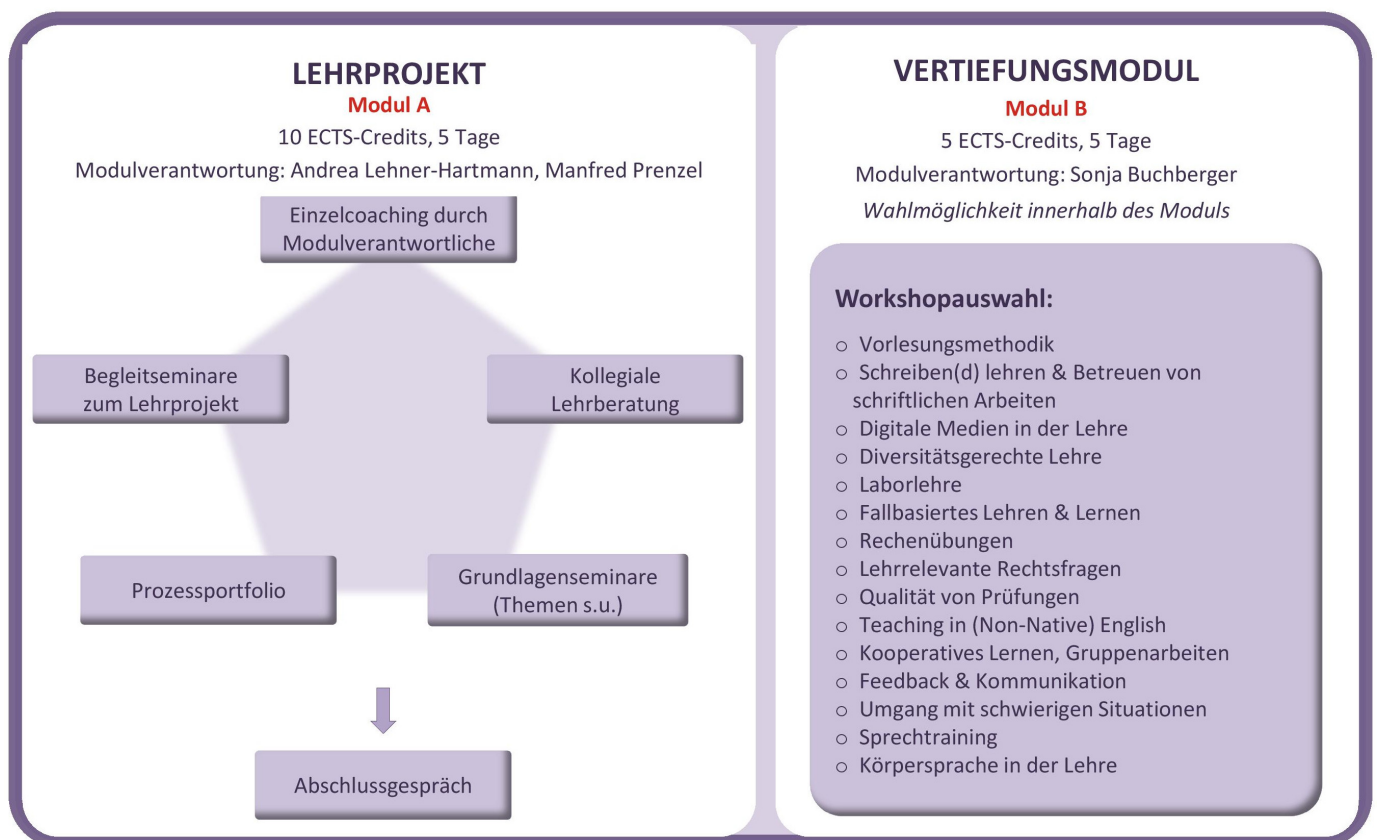 LEHRPROJEKT
Modul A
10 ECTS-Credits, 5 Tage
Modulverantwortung: Andrea Lehner-Hartmann, Manfred Prenzel
Einzelcoaching durch
Modulverantwortliche
Begleitseminare
zum Lehrprojekt
Kollegiale
Lehrberatung
Prozessportfolio
Grundlagenseminare
(Themen s.u.)
Abschlussgespräch
VERTIEFUNGSMODUL
Modul B
5 ECTS-Credits, 5 Tage
Modulverantwortung: Sonja Buchberger
Wahlmöglichkeit innerhalb des Moduls
Workshopauswahl:
o Vorlesungsmethodik
o Schreiben(d) lehren & Betreuen von
schriftlichen Arbeiten
o Digitale Medien in der Lehre
o Diversitätsgerechte Lehre
o Laborlehre
o Fallbasiertes Lehren & Lernen
o Rechenübungen
o Lehrrelevante Rechtsfragen
o Qualität von Prüfungen
o Teaching in (Non-Native) English
o Kooperatives Lernen, Gruppenarbeiten
o Feedback & Kommunikation
o Umgang mit schwierigen Situationen
o Sprechtraining
o Körpersprache in der Lehre